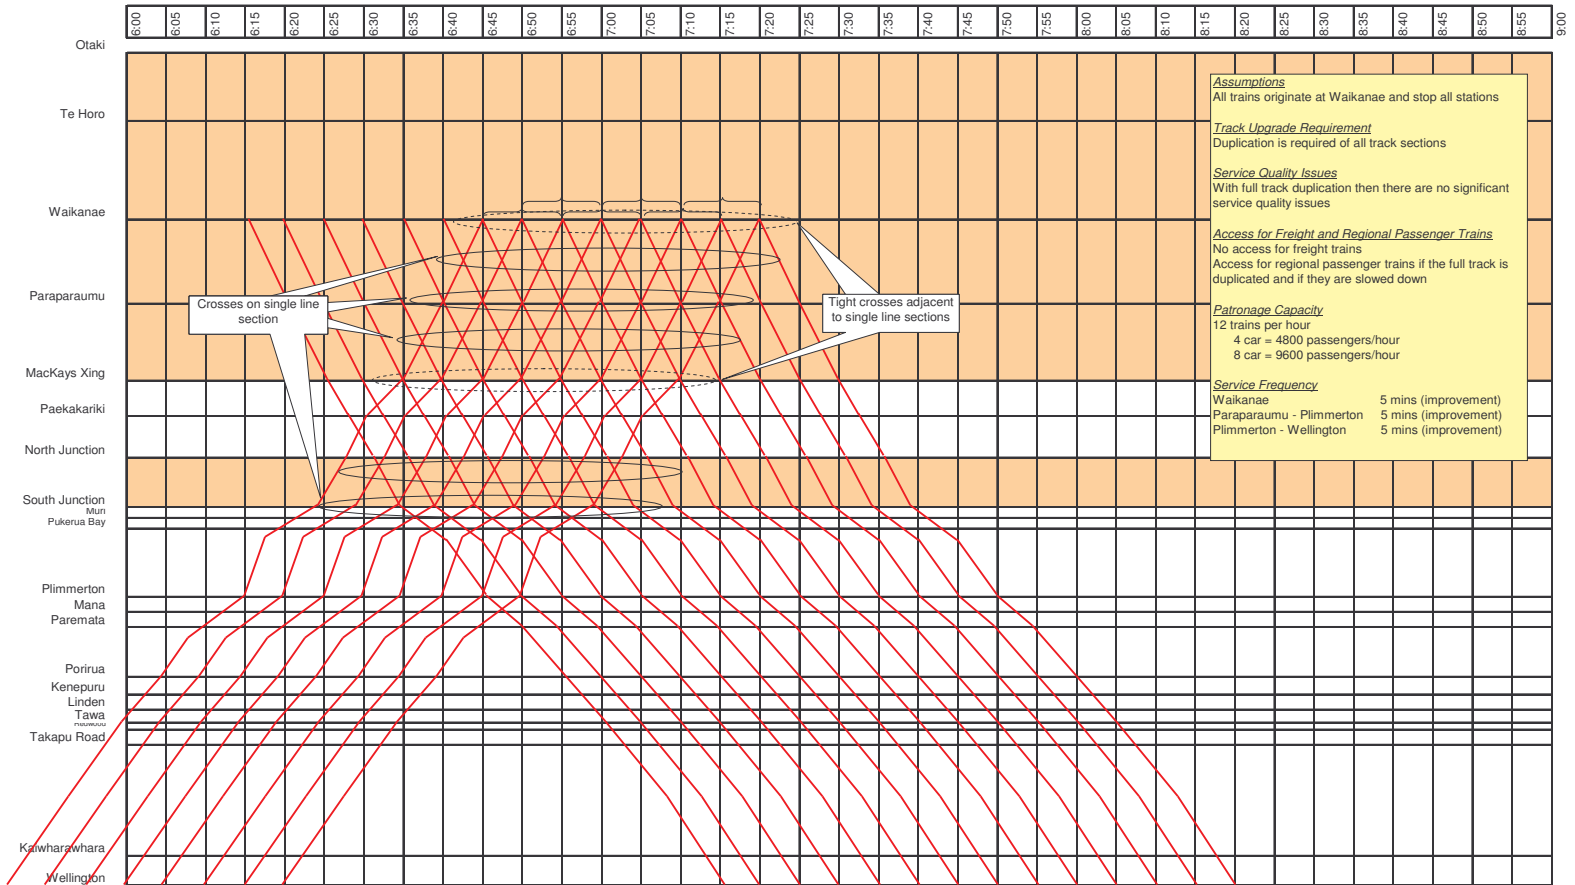 6:00
6:05
6:10
6:15
6:20
6:25
6:30
6:35
6:40
6:45
6:50
6:55
7:00
7:05
7:10
7:15
7:20
7:25
7:30
7:35
7:40
7:45
7:50
7:55
8:00
8:05
8:10
8:15
8:20
8:25
8:30
8:35
8:40
8:45
8:50
8:55
9:00
Otaki
Te Horo
Waikanae
Paraparaumu
MacKays Xing
Paekakariki
North Junction
South Junction
Muri
Pukerua Bay
Plimmerton
Mana
Paremata
Porirua
Kenepuru
Linden
Tawa
Redwood
Takapu Road
Kaiwharawhara
Wellington
Crosses on single line
section
Tight crosses adjacent
to single line sections
Assumptions
All trains originate at Waikanae and stop all stations
Track Upgrade Requirement
Duplication is required of all track sections
Service Quality Issues
With full track duplication then there are no significant
service quality issues
Access for Freight and Regional Passenger Trains
No access for freight trains
Access for regional passenger trains if the full track is
duplicated and if they are slowed down
Patronage Capacity
12 trains per hour
4 car = 4800 passengers/hour
8 car = 9600 passengers/hour
Service Frequency
Waikanae 5 mins (improvement)
Paraparaumu - Plimmerton 5 mins (improvement)
Plimmerton - Wellington 5 mins (improvement)